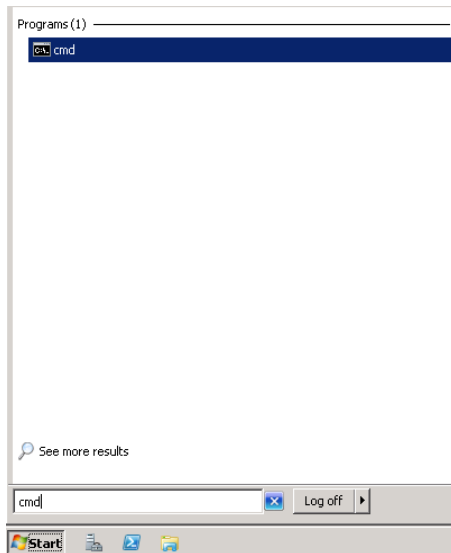 Programs (1)
C:\. cmd
See more results
cmd
Log off
Start